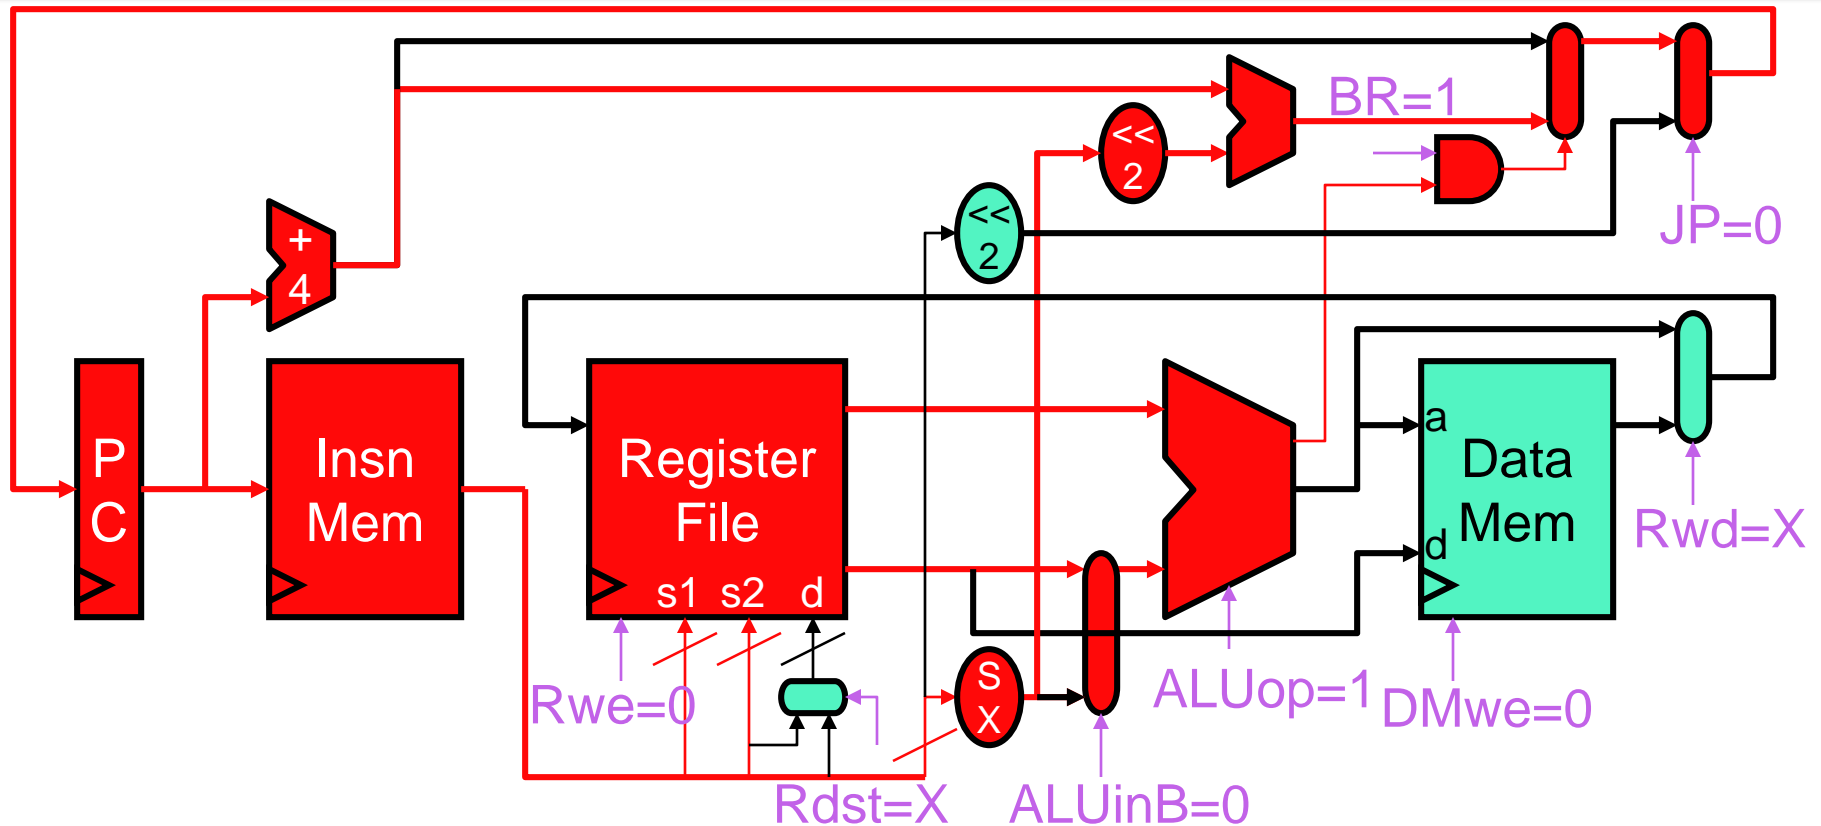 BR=1
<<
2
<<
2
JP=0
+
4
P
C
Insn
Mem
Register
File
s1 s2 d
a
d
Data
Mem
Rwd=X
S
X
Rwe=0
ALUop=1
DMwe=0
Rdst=X
ALUinB=0